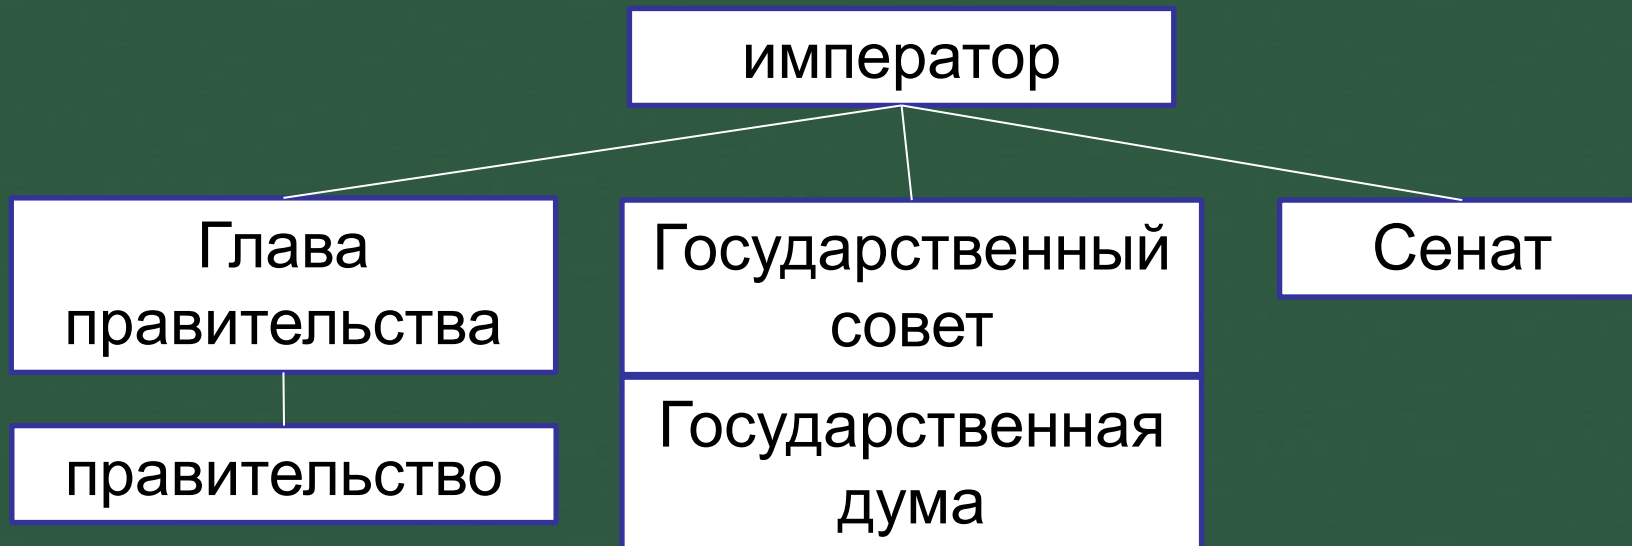 император
Глава
правительства
правительство
Государственный
совет
Государственная
дума
Сенат